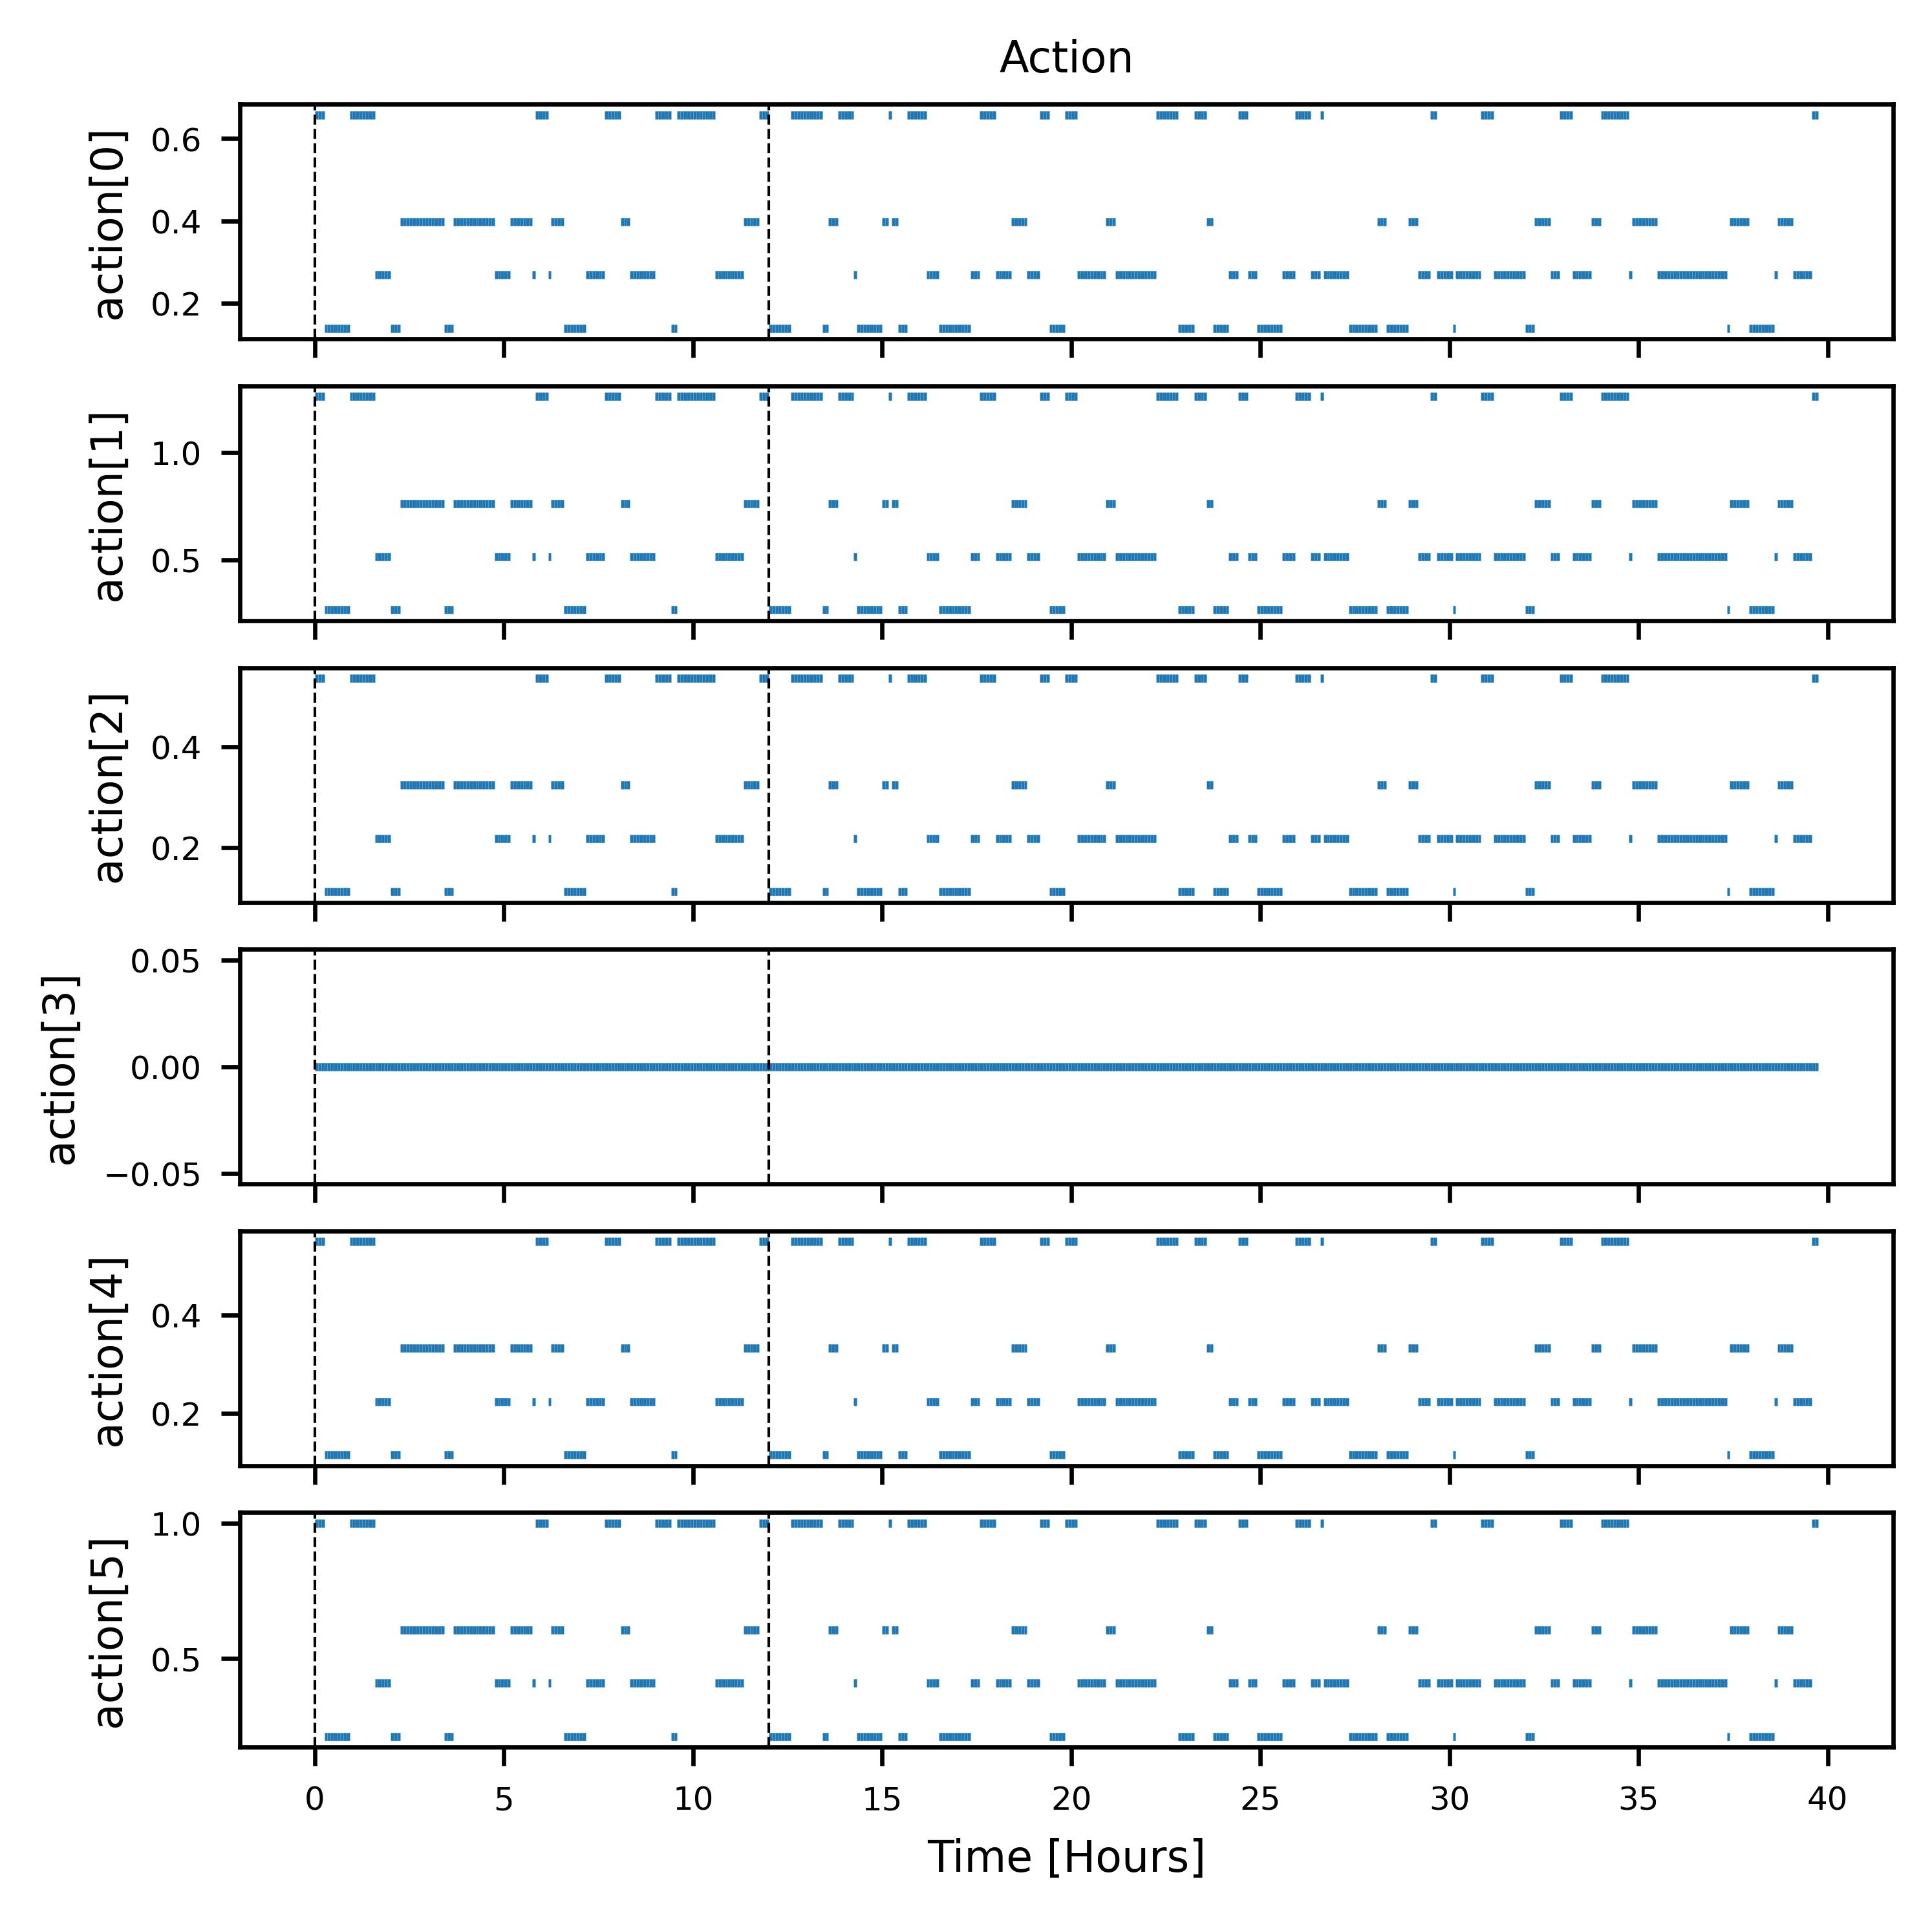 Action
action[0]
0.6
0.4
0.2
action[1]
1.0
0.5
action[2]
0.4
0.2
action[3]
0.05
0.00
−0.05
action[4]
0.4
0.2
action[5]
1.0
0.5
0 5 10 15 20 25 30 35 40
Time [Hours]